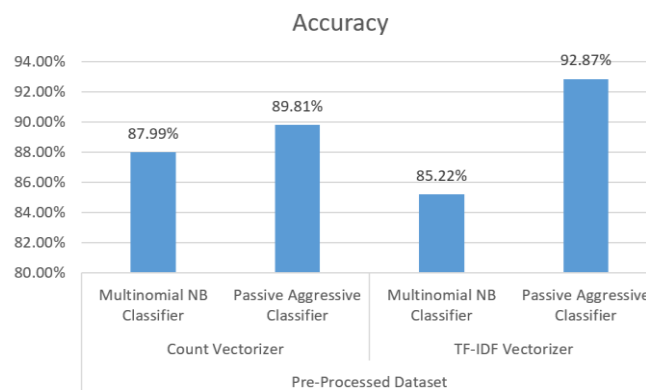 Accuracy
94.00%
92.00%
90.00%
88.00%
86.00%
84.00%
82.00%
80.00%
87.99%
89.81%
85.22%
92.87%
Multinomial NB
Classifier
Passive Aggressive
Classifier
Multinomial NB
Classifier
Passive Aggressive
Classifier
Count Vectorizer
TF-IDF Vectorizer
Pre-Processed Dataset